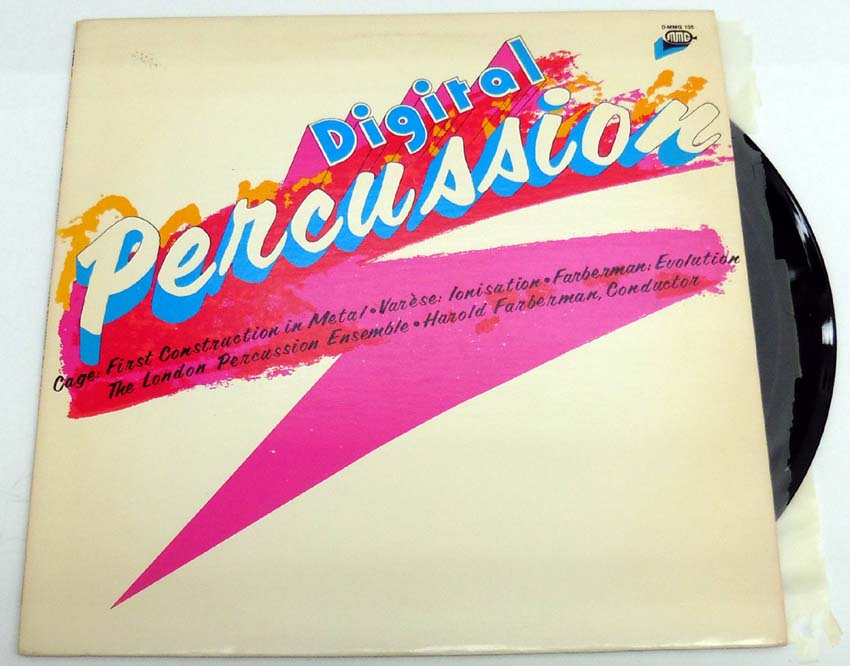 D-MMG 105
MMG
Digital
Percussion
Cage: First Construction in Metal • Varèse: Ionisation • Farberman: Evolution
The London Percussion Ensemble • Harold Farberman, Conductor